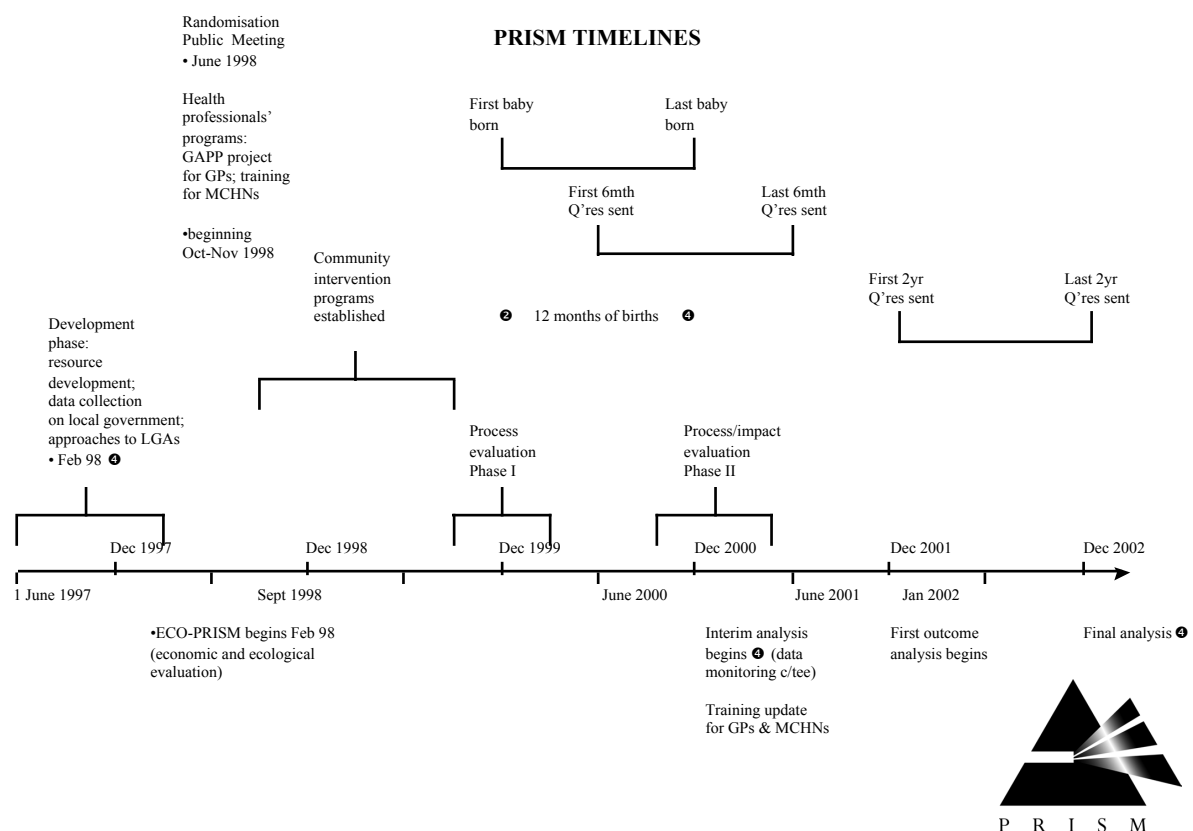 Randomisation
Public Meeting
• June 1998
PRISM TIMELINES
Health
professionals’
programs:
GAPP project
for GPs; training
for MCHNs
•beginning
Oct-Nov 1998
First baby
born
Last baby
born
First 6mth
Q’res sent
Last 6mth
Q’res sent
Community
intervention
programs
established
First 2yr
Q’res sent
Last 2yr
Q’res sent
❷ 12 months of births ❹
Development
phase:
resource
development;
data collection
on local government;
approaches to LGAs
• Feb 98 ❹
Process
evaluation
Phase I
Process/impact
evaluation
Phase II
Dec 1997 Dec 1998 Dec 1999 Dec 2000 Dec 2001 Dec 2002
1 June 1997 Sept 1998 June 2000 June 2001 Jan 2002
•ECO-PRISM begins Feb 98
(economic and ecological
evaluation)
Interim analysis
begins ❹ (data
monitoring c/tee)
Training update
for GPs & MCHNs
First outcome
analysis begins
Final analysis ❹
P R I S M